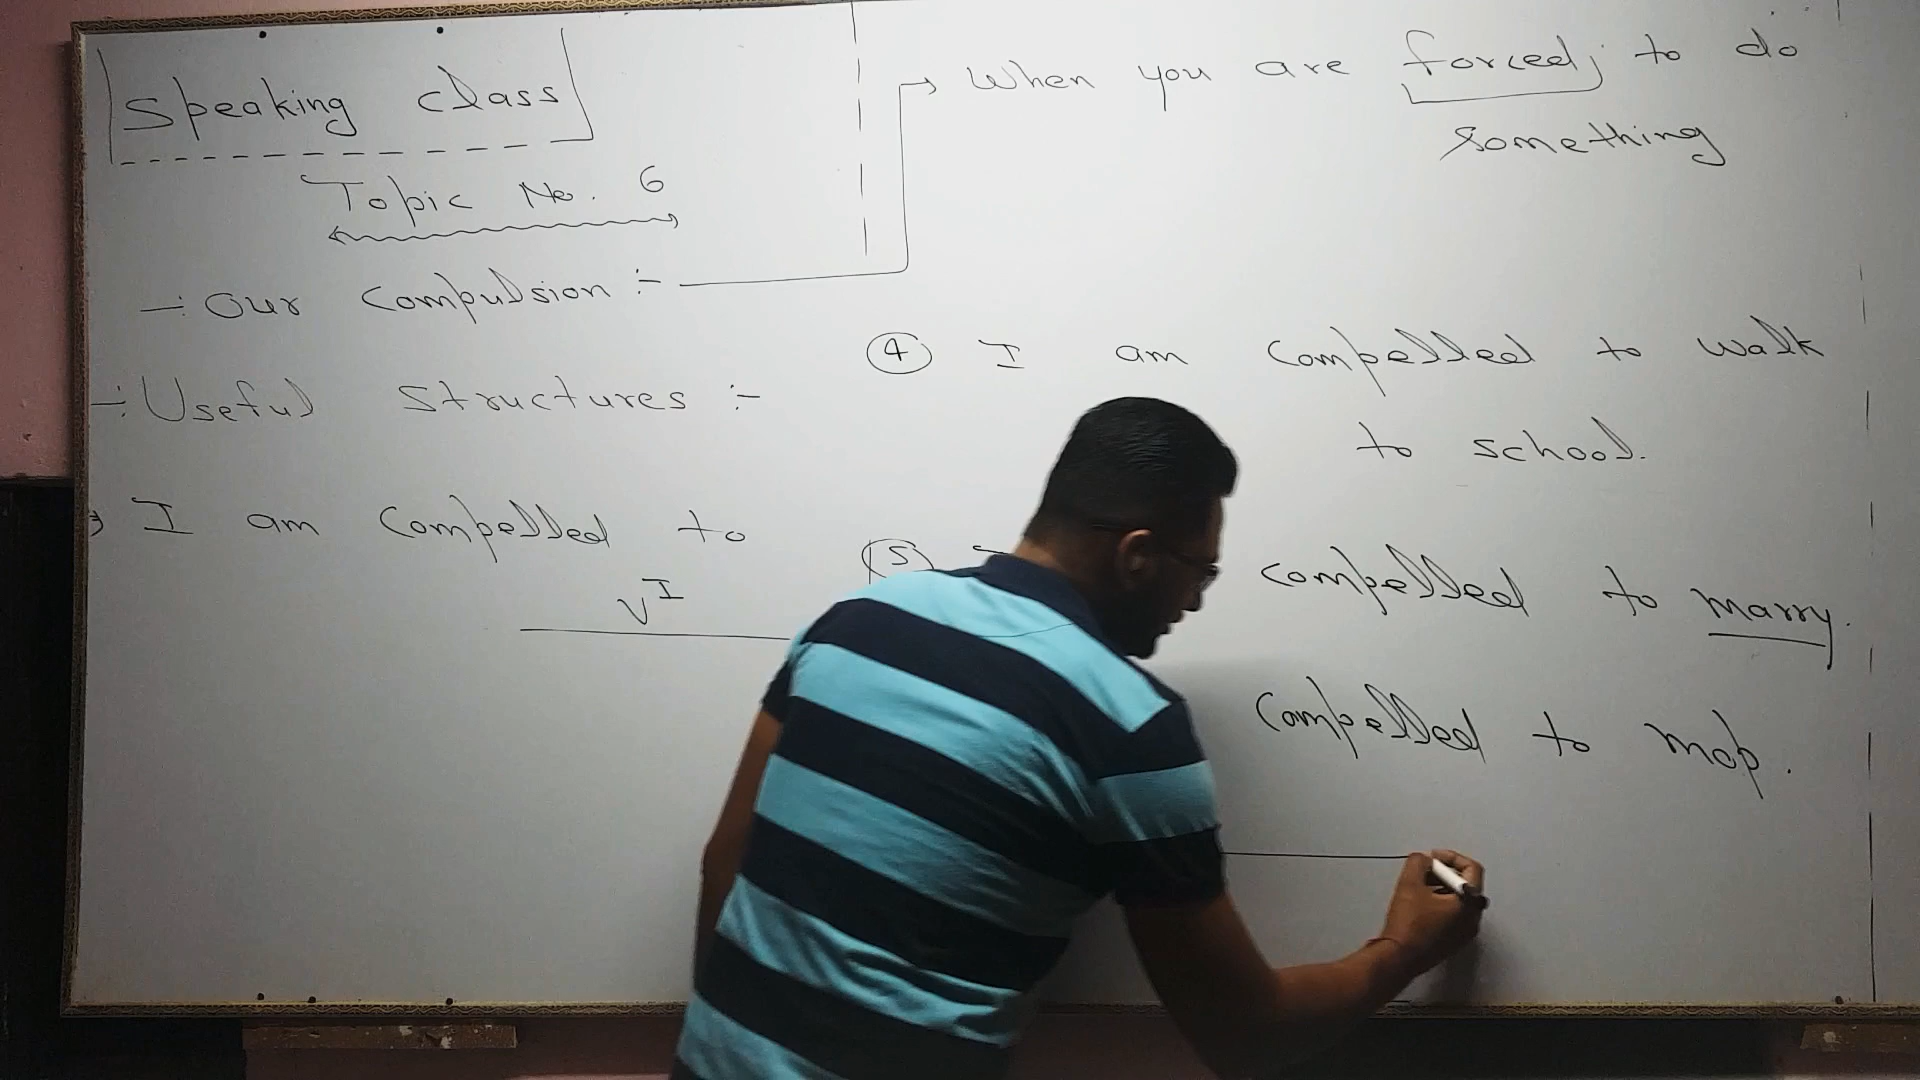 Speaking class
Topic No. 6
Our Compulsion :-
Useful Structures :-
I am Compelled to
V I
When you are forced, to do
something
4 I am Compelled to walk
to school.
5 compelled to marry.
Compelled to mop.